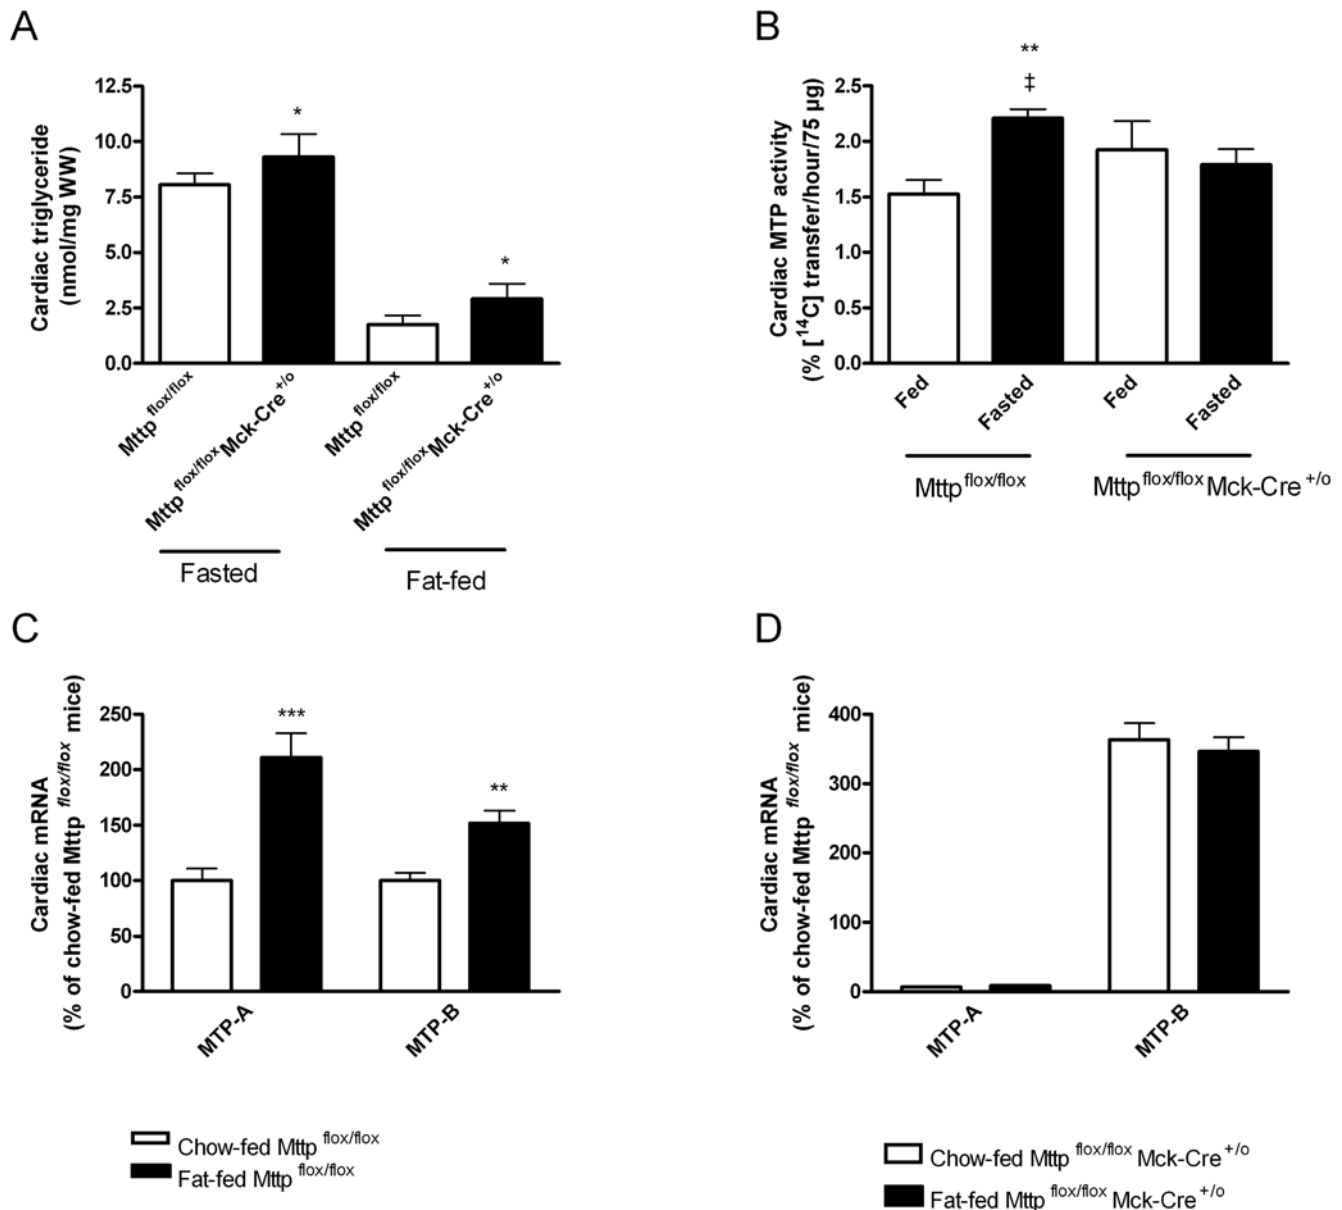 A
Cardiac triglyceride
(nmol/mg WW)
12.5
10.0
7.5
5.0
2.5
0.0
*
*
Mttp flox/flox
Mttp flox/flox Mck-Cre +/o
Mttp flox/flox
Mttp flox/flox Mck-Cre +/o
Fasted
Fat-fed
B
Cardiac MTP activity
(% [14C] transfer/hour/75 µg)
2.5
2.0
1.5
1.0
0.5
0.0
**
‡
Fed
Fasted
Fed
Fasted
Mttp flox/flox
Mttp flox/flox Mck-Cre +/o
C
Cardiac mRNA
(% of chow-fed Mttp flox/flox mice)
250
200
150
100
50
0
***
**
MTP-A
MTP-B
Chow-fed Mttp flox/flox
Fat-fed Mttp flox/flox
D
Cardiac mRNA
(% of chow-fed Mttp flox/flox mice)
400
300
200
100
0
MTP-A
MTP-B
Chow-fed Mttp flox/flox Mck-Cre +/o
Fat-fed Mttp flox/flox Mck-Cre +/o